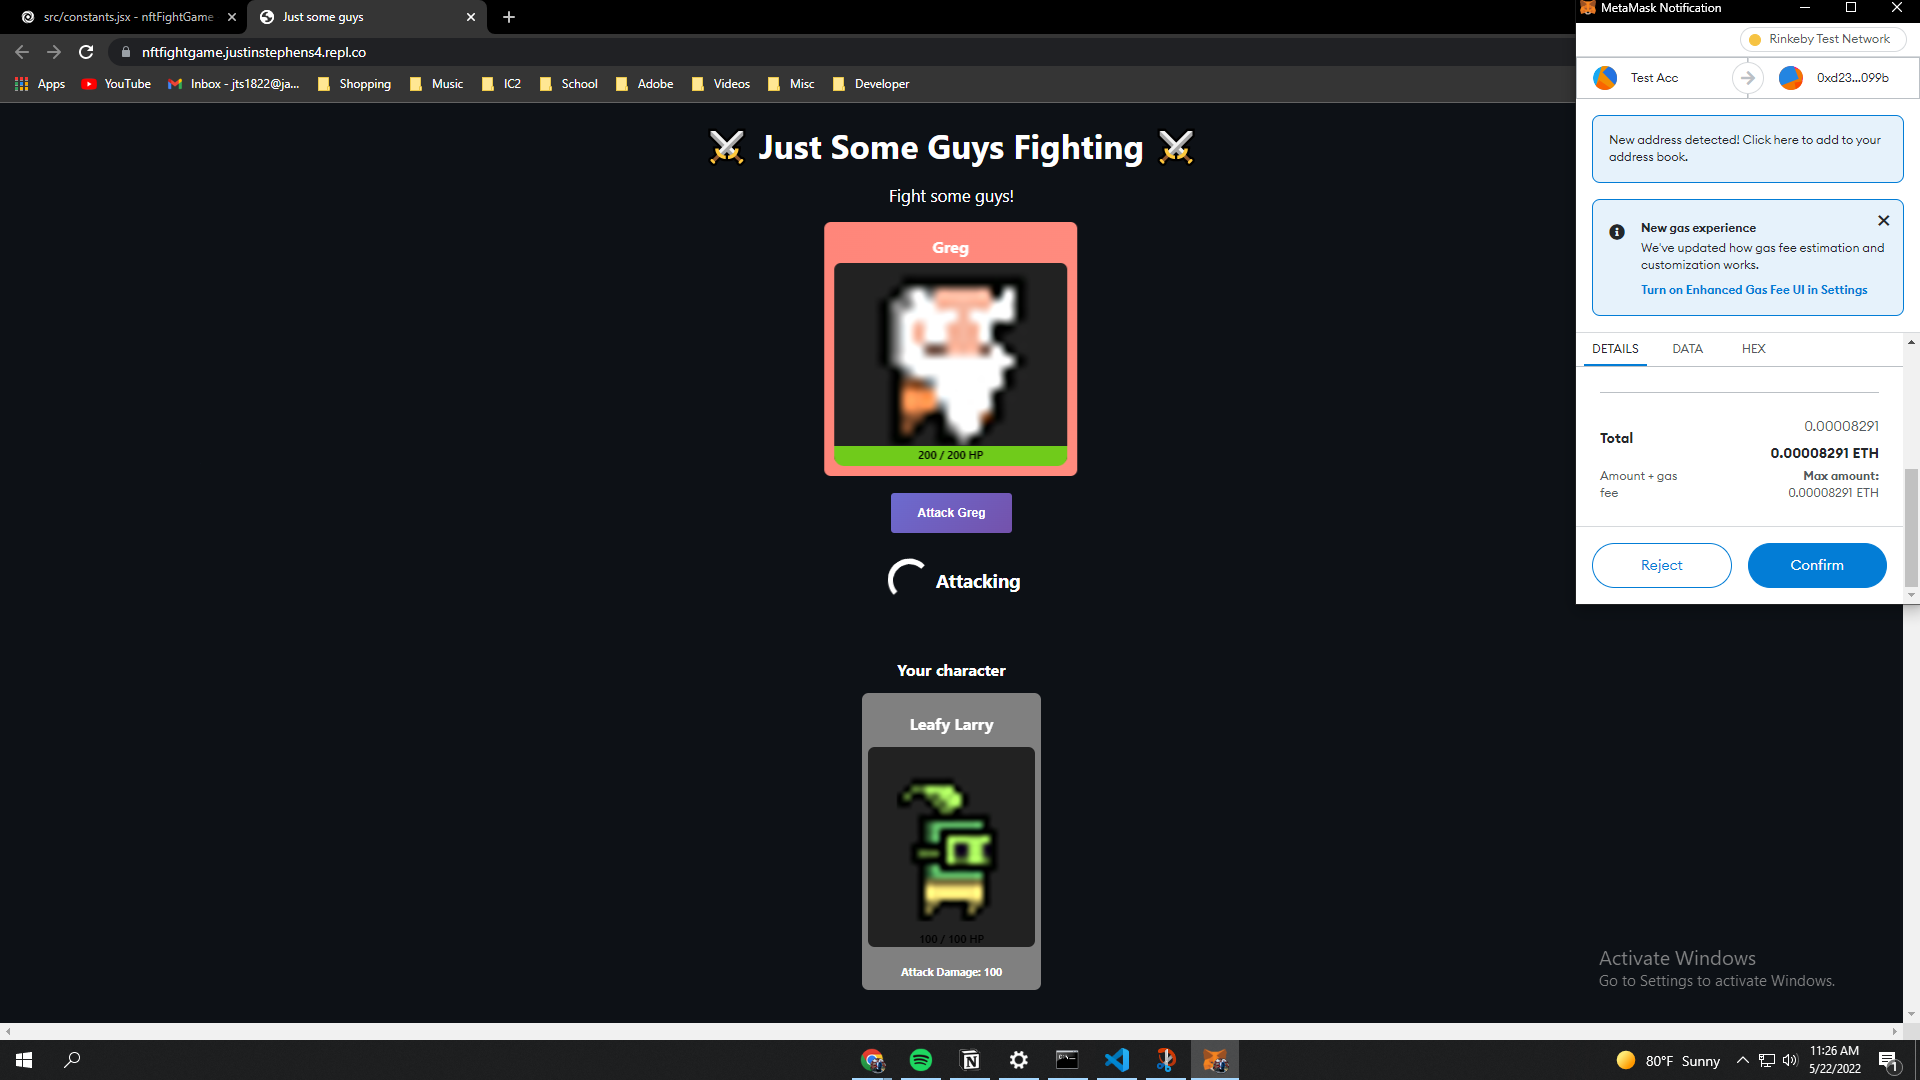 src/constants.jsx - nftFightGame
Just some guys
nftfightgame.justinstephens4.repl.co
Apps YouTube Inbox - jts1822@ja... Shopping Music IC2 School Adobe Videos Misc Developer
⚔ Just Some Guys Fighting ⚔
Fight some guys!
Greg
200 / 200 HP
Attack Greg
Attacking
Your character
Leafy Larry
100 / 100 HP
Attack Damage: 100
MetaMask Notification
Rinkeby Test Network
Test Acc
0xd23...099b
New address detected! Click here to add to your
address book.
New gas experience
We've updated how gas fee estimation and
customization works.
Turn on Enhanced Gas Fee UI in Settings
DETAILS DATA HEX
0.00008291
Total
0.00008291 ETH
Amount + gas
fee
Max amount:
0.00008291 ETH
Reject
Confirm
Activate Windows
Go to Settings to activate Windows.
80°F Sunny
11:26 AM
5/22/2022
1